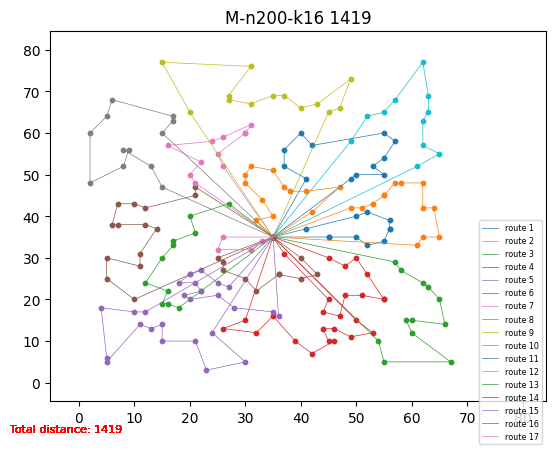 M-n200-k16 1419
80
70
60
50
40
30
20
10
0
0
10
20
30
40
50
60
70
80
route 1
route 2
route 3
route 4
route 5
route 6
route 7
route 8
route 9
route 10
route 11
route 12
route 13
route 14
route 15
route 16
route 17
Total distance: 1419